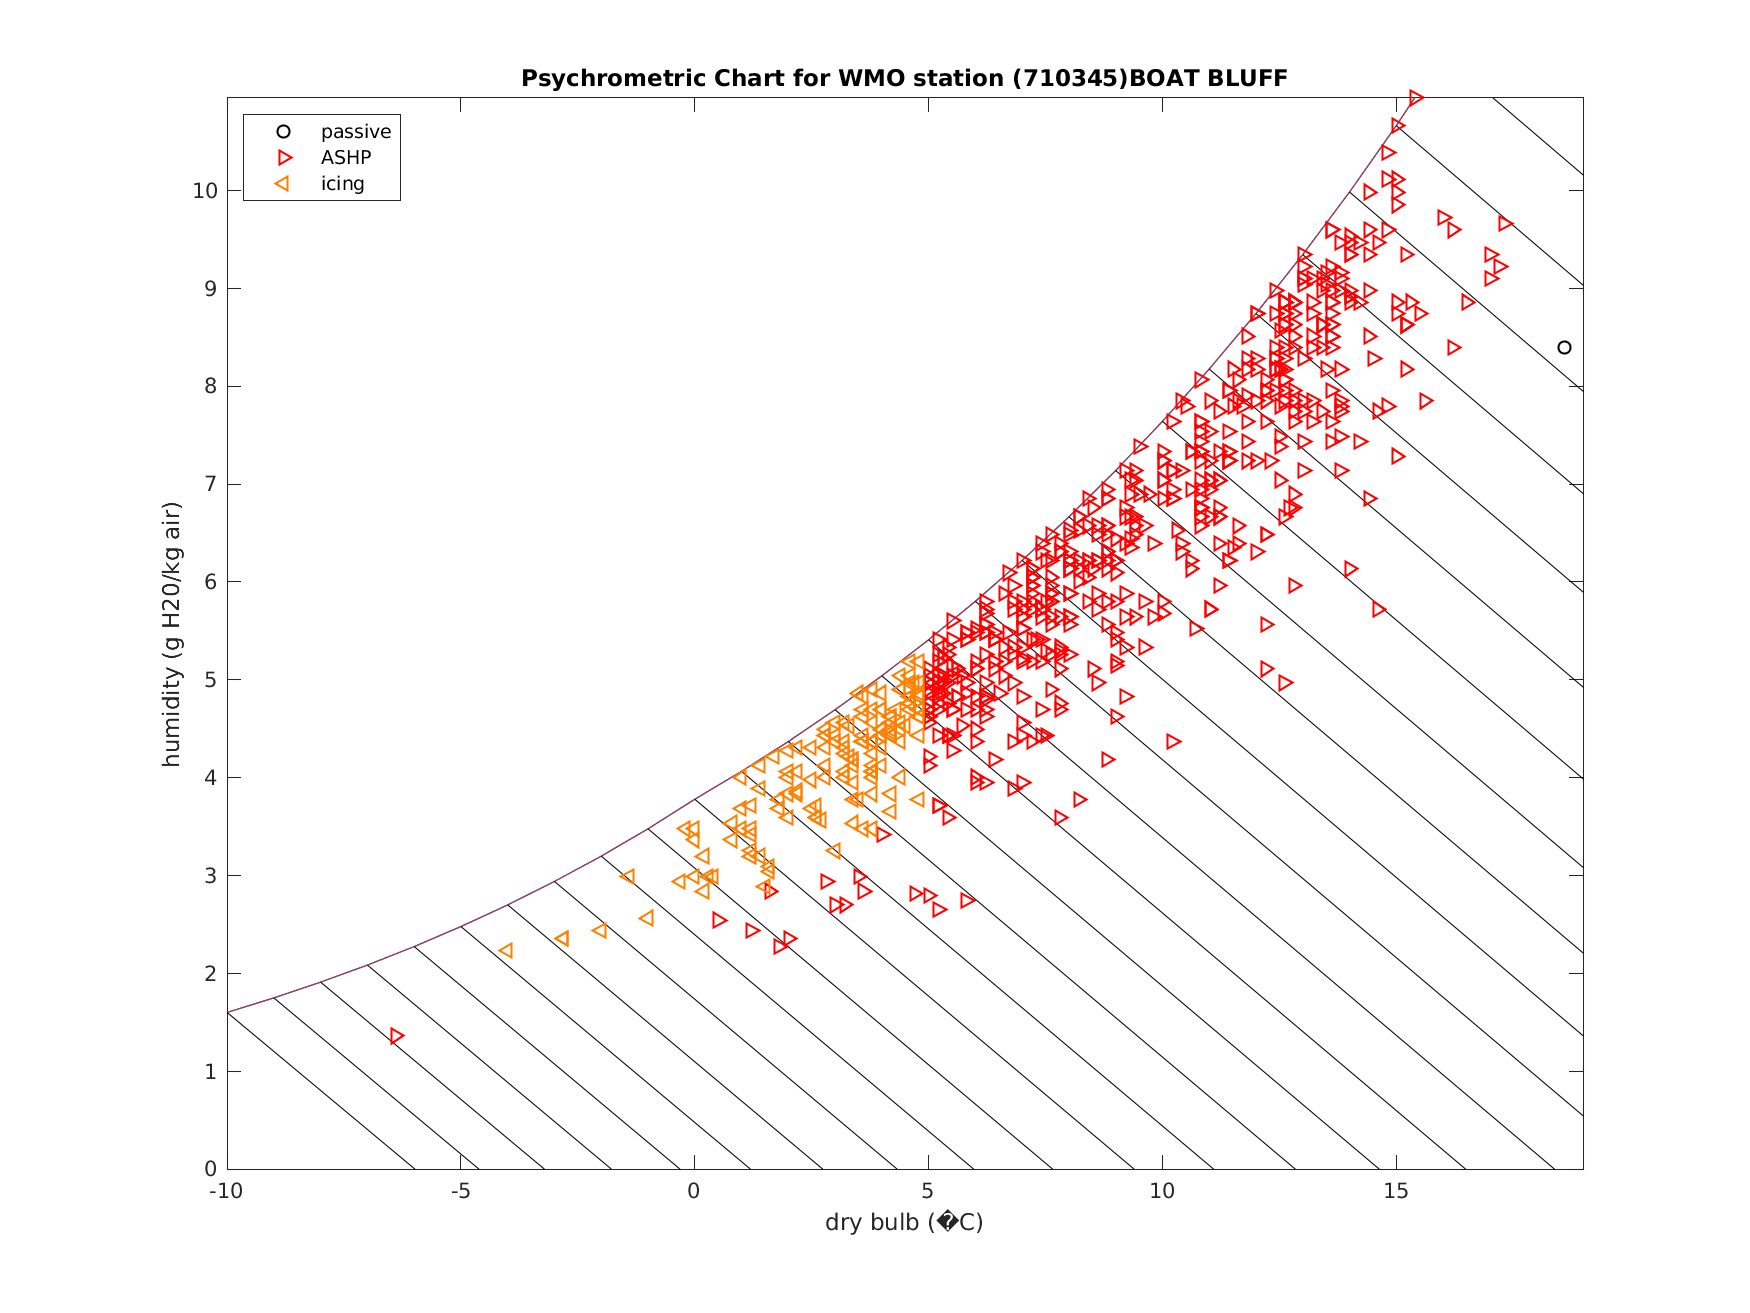 Psychrometric Chart for WMO station (710345)BOAT BLUFF
passive
ASHP
icing
10
9
8
7
6
5
4
3
2
1
0
humidity (g H20/kg air)
-10 -5 0 5 10 15
dry bulb (�C)